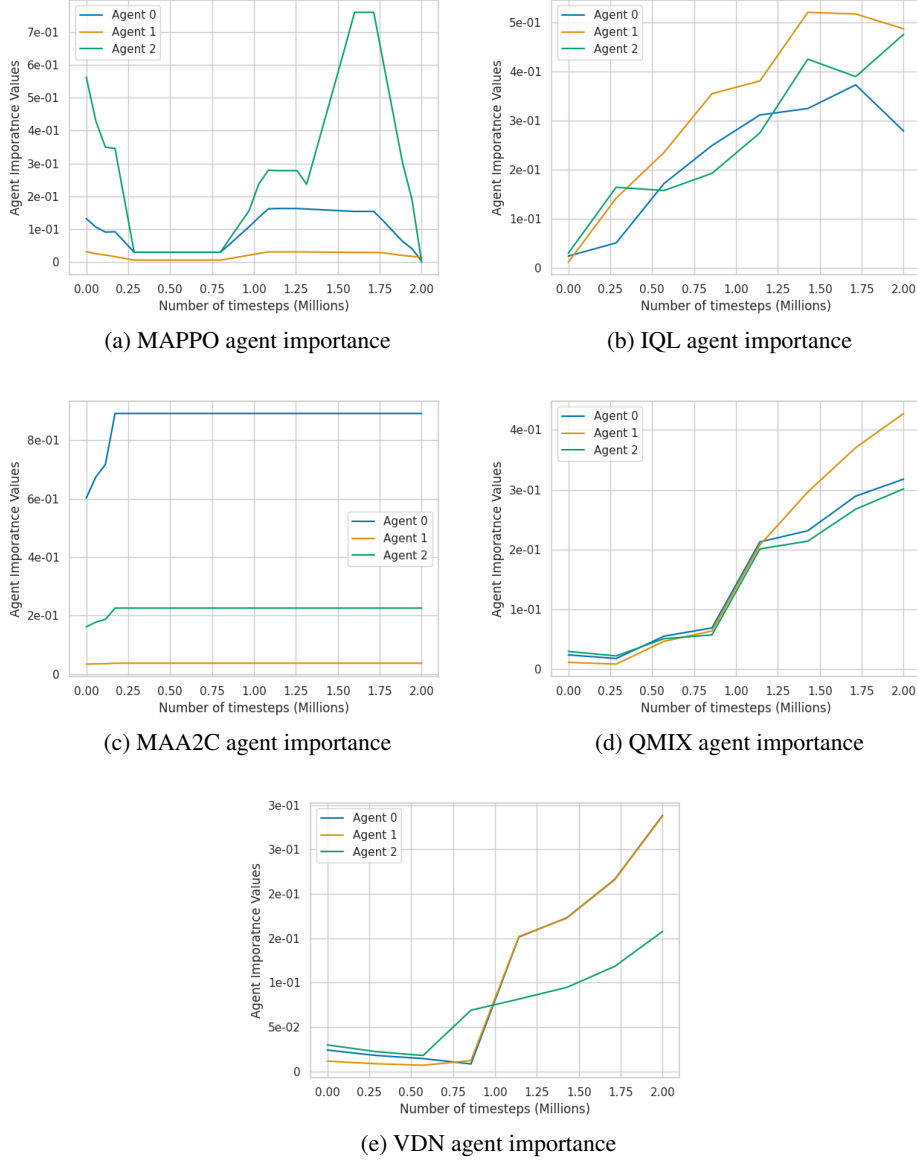 Agent 0
Agent 1
Agent 2
7e-01
6e-01
5e-01
4e-01
3e-01
2e-01
1e-01
0
Agent Imporatnce Values
0.00 0.25 0.50 0.75 1.00 1.25 1.50 1.75 2.00
Number of timesteps (Millions)
(a) MAPPO agent importance
Agent 0
Agent 1
Agent 2
5e-01
4e-01
3e-01
2e-01
1e-01
0
Agent Imporatnce Values
0.00 0.25 0.50 0.75 1.00 1.25 1.50 1.75 2.00
Number of timesteps (Millions)
(b) IQL agent importance
8e-01
6e-01
4e-01
2e-01
0
Agent Imporatnce Values
Agent 0
Agent 1
Agent 2
0.00 0.25 0.50 0.75 1.00 1.25 1.50 1.75 2.00
Number of timesteps (Millions)
(c) MAA2C agent importance
Agent 0
Agent 1
Agent 2
4e-01
3e-01
2e-01
1e-01
0
Agent Imporatnce Values
0.00 0.25 0.50 0.75 1.00 1.25 1.50 1.75 2.00
Number of timesteps (Millions)
(d) QMIX agent importance
3e-01
Agent 0
Agent 1
Agent 2
3e-01
2e-01
2e-01
1e-01
5e-02
0
Agent Imporatnce Values
0.00 0.25 0.50 0.75 1.00 1.25 1.50 1.75 2.00
Number of timesteps (Millions)
(e) VDN agent importance